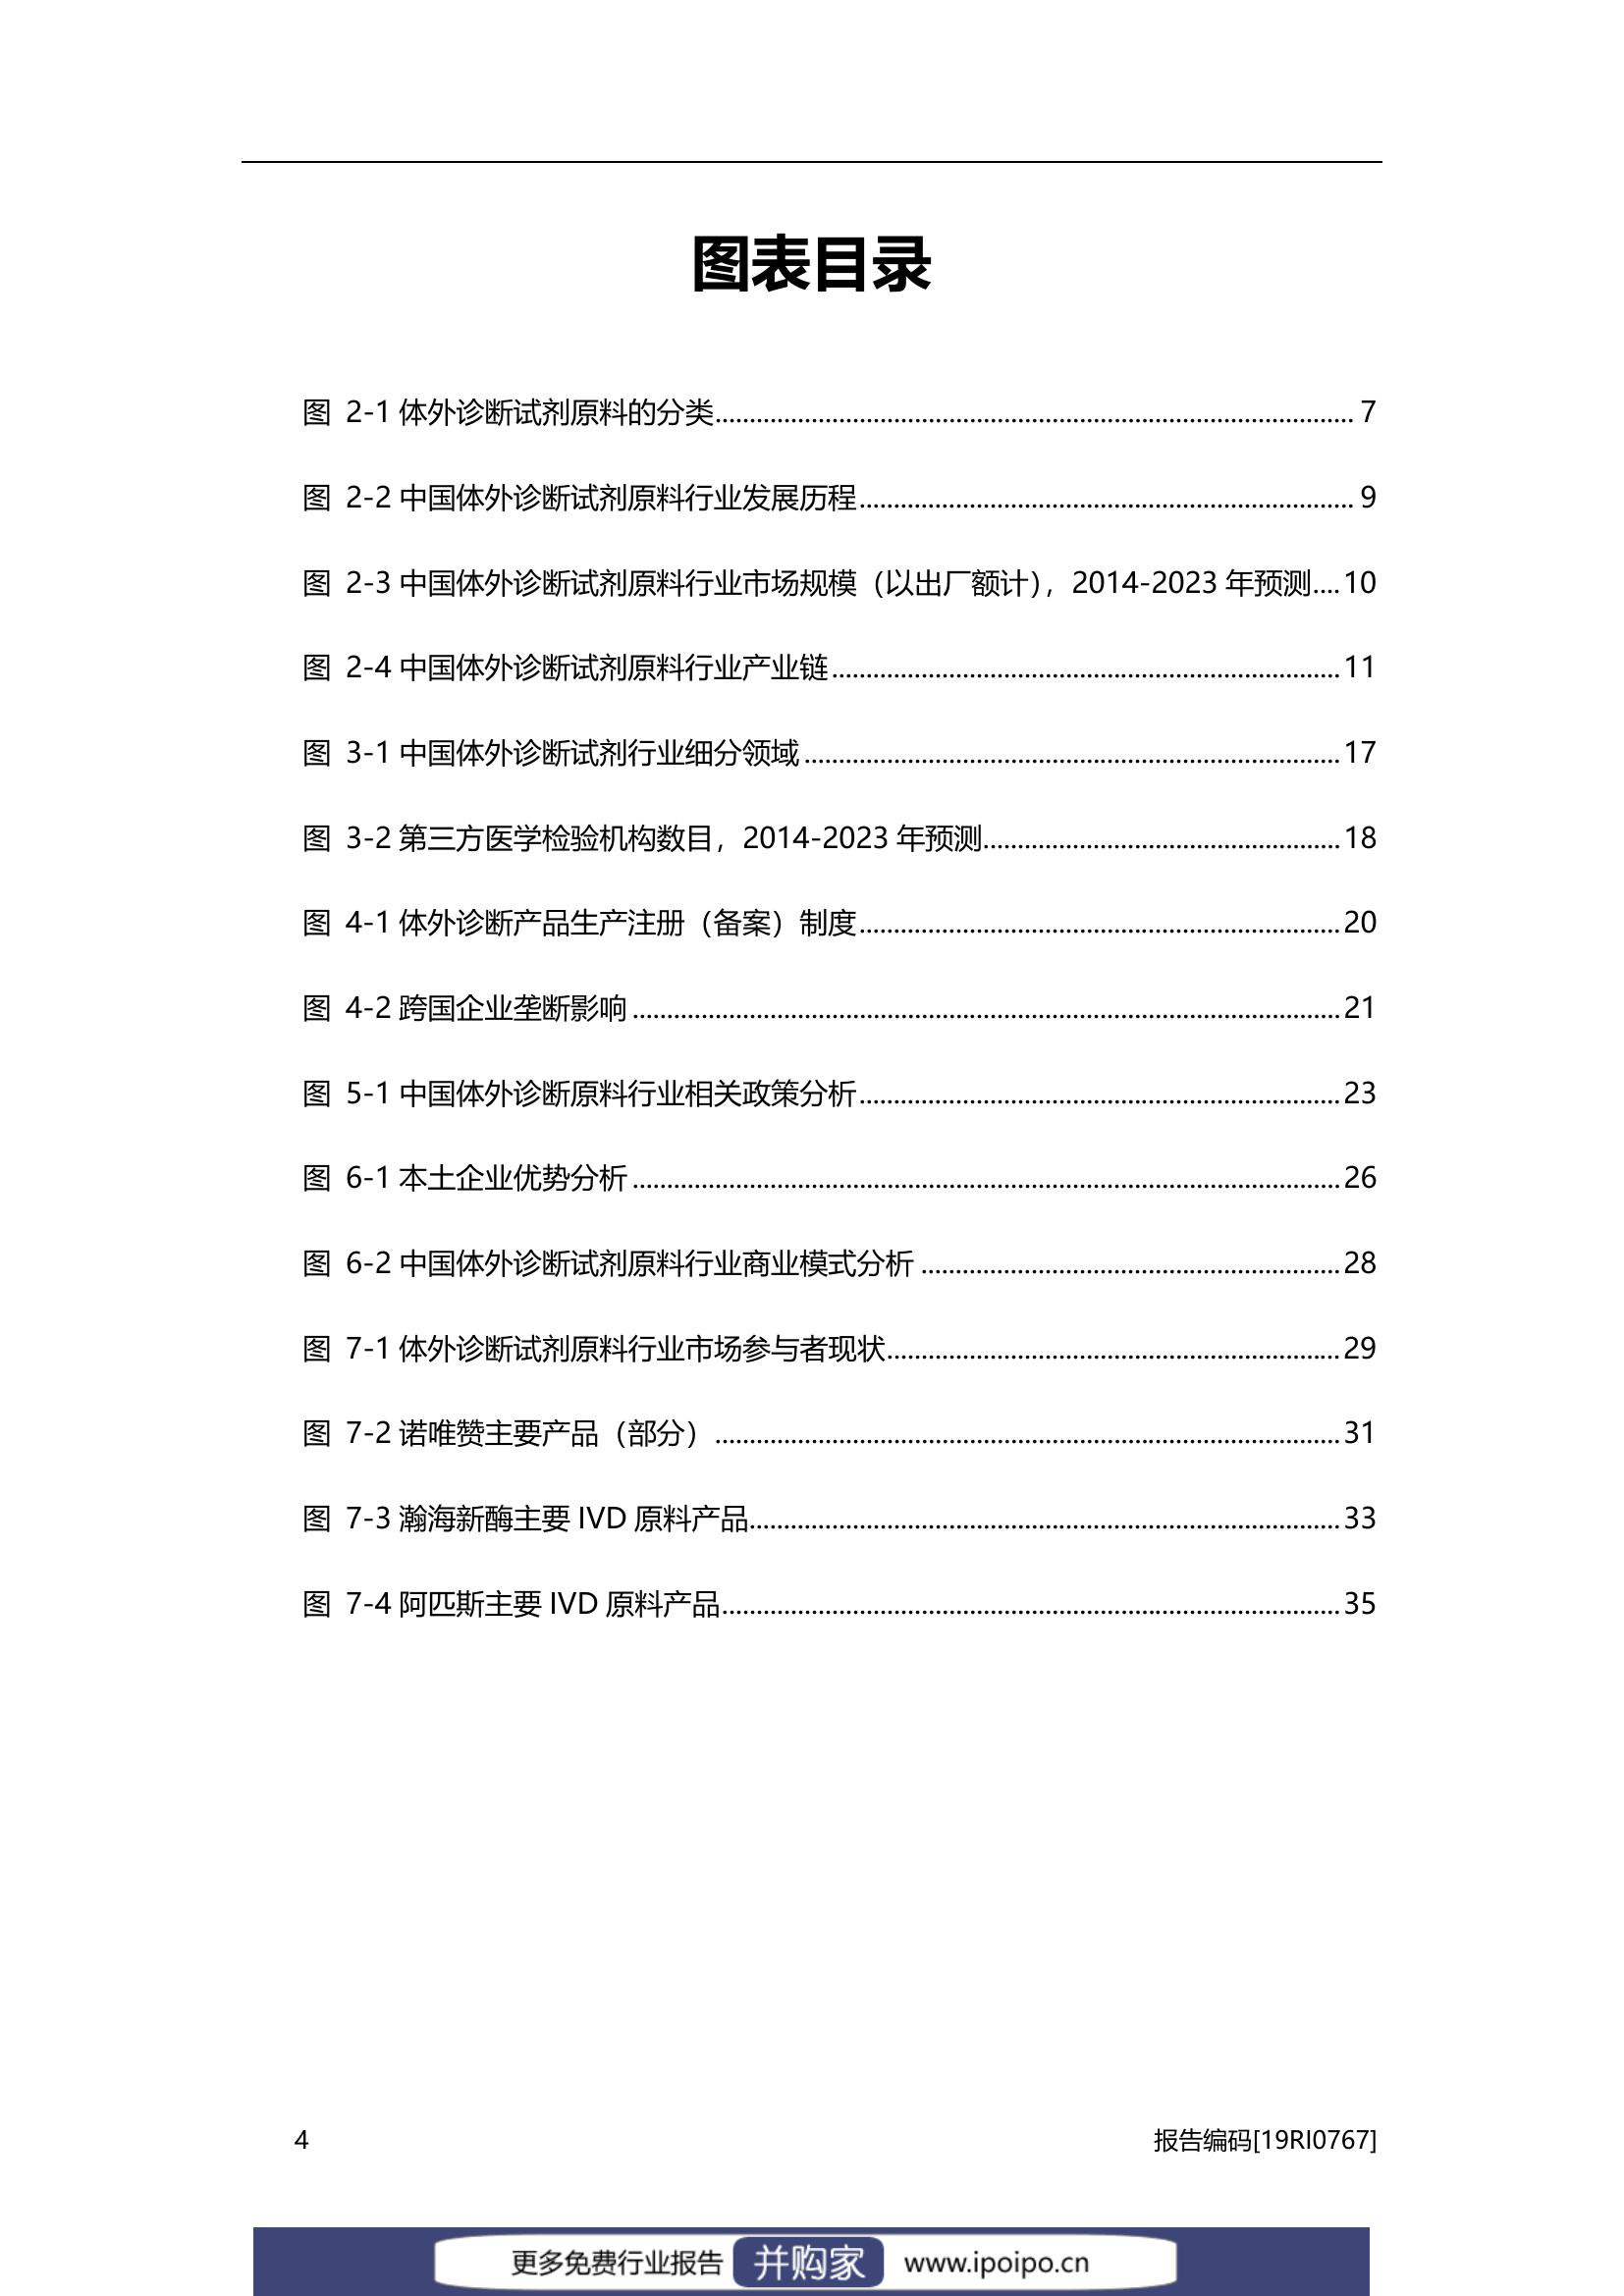 图表目录
图 2-1 体外诊断试剂原料的分类........................................ 7
图 2-2 中国体外诊断试剂原料行业发展历程........................................ 9
图 2-3 中国体外诊断试剂原料行业市场规模（以出厂额计），2014-2023 年预测....10
图 2-4 中国体外诊断试剂原料行业产业链........................................11
图 3-1 中国体外诊断试剂行业细分领域........................................17
图 3-2 第三方医学检验机构数目，2014-2023 年预测........................................18
图 4-1 体外诊断产品生产注册（备案）制度........................................20
图 4-2 跨国企业垄断影响........................................21
图 5-1 中国体外诊断原料行业相关政策分析........................................23
图 6-1 本土企业优势分析........................................26
图 6-2 中国体外诊断试剂原料行业商业模式分析........................................28
图 7-1 体外诊断试剂原料行业市场参与者现状........................................29
图 7-2 诺唯赞主要产品（部分）........................................31
图 7-3 瀚海新酶主要 IVD 原料产品........................................33
图 7-4 阿匹斯主要 IVD 原料产品........................................35
4 报告编码[19RI0767]
更多免费行业报告 并购家 www.ipoipo.cn